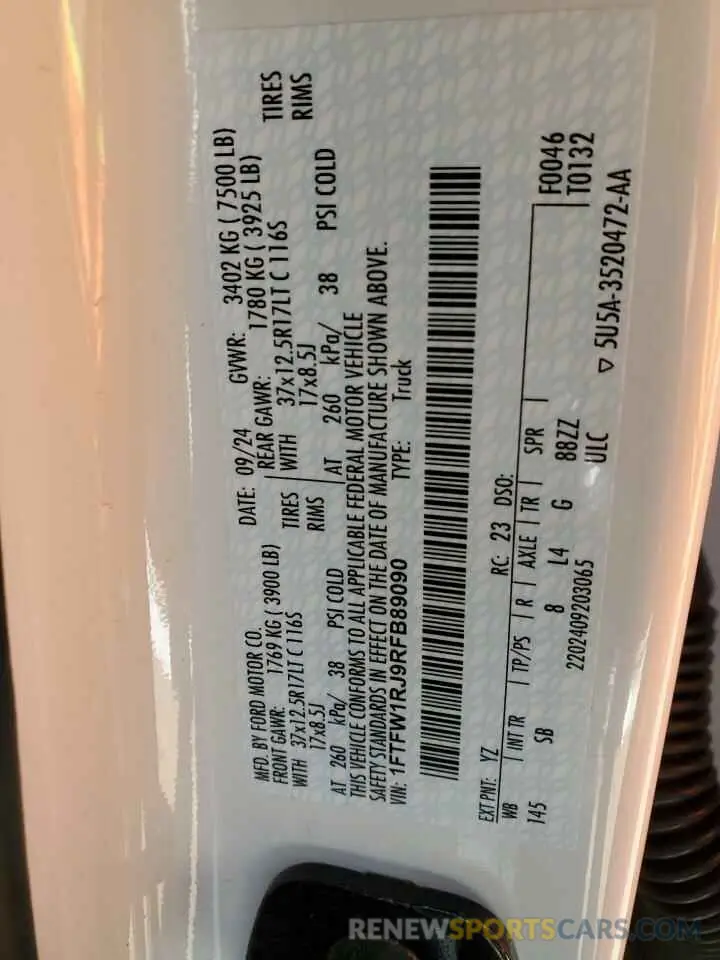 MFD. BY FORD MOTOR CO.
DATE: 09/24 GVWR: 3402 KG ( 7500 LB)
FRONT GAWR: 1769 KG ( 3900 LB) REAR GAWR: 1780 KG ( 3925 LB)
WITH 37x12.5R17LT C 116S TIRES WITH 37x12.5R17LT C 116S TIRES
17x8.5J RIMS 17x8.5J RIMS
AT 260 kPa/ 38 PSI COLD AT 260 kPa/ 38 PSI COLD
THIS VEHICLE CONFORMS TO ALL APPLICABLE FEDERAL MOTOR VEHICLE
SAFETY STANDARDS IN EFFECT ON THE DATE OF MANUFACTURE SHOWN ABOVE.
VIN: 1FTFW1RJ9RFB89090 TYPE: Truck
EXT PNT: YZ RC: 23 DSO:
WB INT TR TP/PS R AXLE TR SPR
145 SB 8 L4 G 88ZZ F0046
ULC T0132
2202409203065 ▽ 5U5A-3520472-AA
RENEWSPORTSCARS.COM